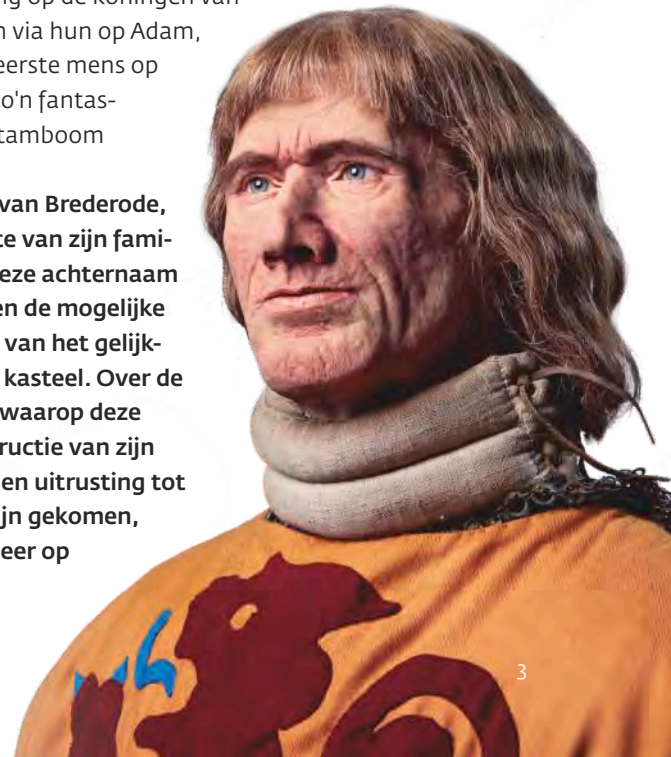 g op de koningen van
via hun op Adam,
eerste mens op
o'n fantas-
tamboom
van Brederode,
te van zijn fami-
eze achternaam
en de mogelijke
van het gelijk-
kasteel. Over de
waarop deze
ructie van zijn
en uitrusting tot
ijn gekomen,
eer op
3